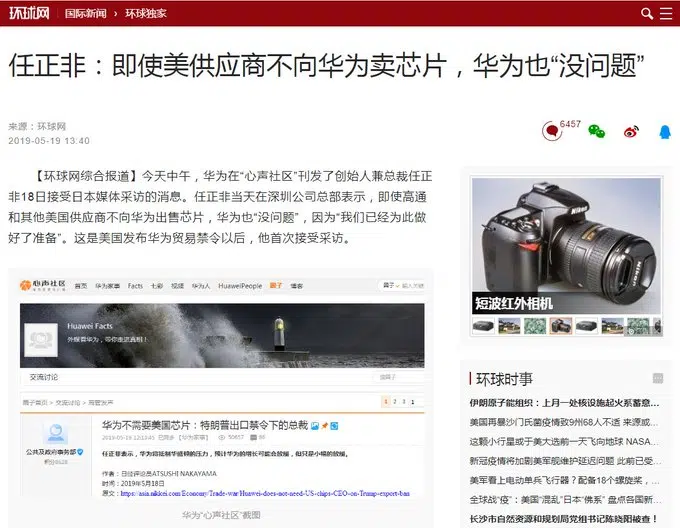 环球网 国际新闻 › 环球独家
任正非：即使美供应商不向华为卖芯片，华为也“没问题”
来源：环球网
2019-05-19 13:40
6457
【环球网综合报道】今天中午，华为在“心声社区”刊发了创始人兼总裁任正
非18日接受日本媒体采访的消息。任正非当天在深圳公司总部表示，即使高通
和其他美国供应商不向华为出售芯片，华为也“没问题”，因为“我们已经为此做
好了准备”。这是美国发布华为贸易禁令以后，他首次接受采访。
心声社区 首页 华为家事 Facts 七彩 视频 华为人 HuaweiPeople 圈子 博客 圈子
Huawei Facts
外媒看华为，带你走进真相！
交流讨论
圈子首页 > 交流讨论 > 高管发声
1 2 3 1
华为不需要美国芯片：特朗普出口禁令下的总裁
公共及政府事务部
任正非表示，华为将抵制华盛顿的压力，预计华为的增长可能会放缓，但只是小幅的放缓。
作者：日经评论员ATSUSHI NAKAYAMA
时间：2019年5月18日
原文：https://asia.nikkei.com/Economy/Trade-war/Huawei-does-not-need-US-chips-CEO-on-Trump-export-ban
华为“心声社区”截图
Nikon
短波红外相机
环球时事
伊朗原子能组织：上月一处核设施起火系蓄意...
美国再暴沙门氏菌疫情致9州68人不适 来源或...
这颗小行星或于美大选前一天飞向地球 NASA...
新冠疫情将加剧美军舰维护延迟问题 此前已受...
美军看上电动单兵飞行器？配备18个螺旋桨，...
全球战“疫”：美国“混乱”日本“佛系” 盘点各国新...
长沙市自然资源和规划局党组书记陈晓阳被查！